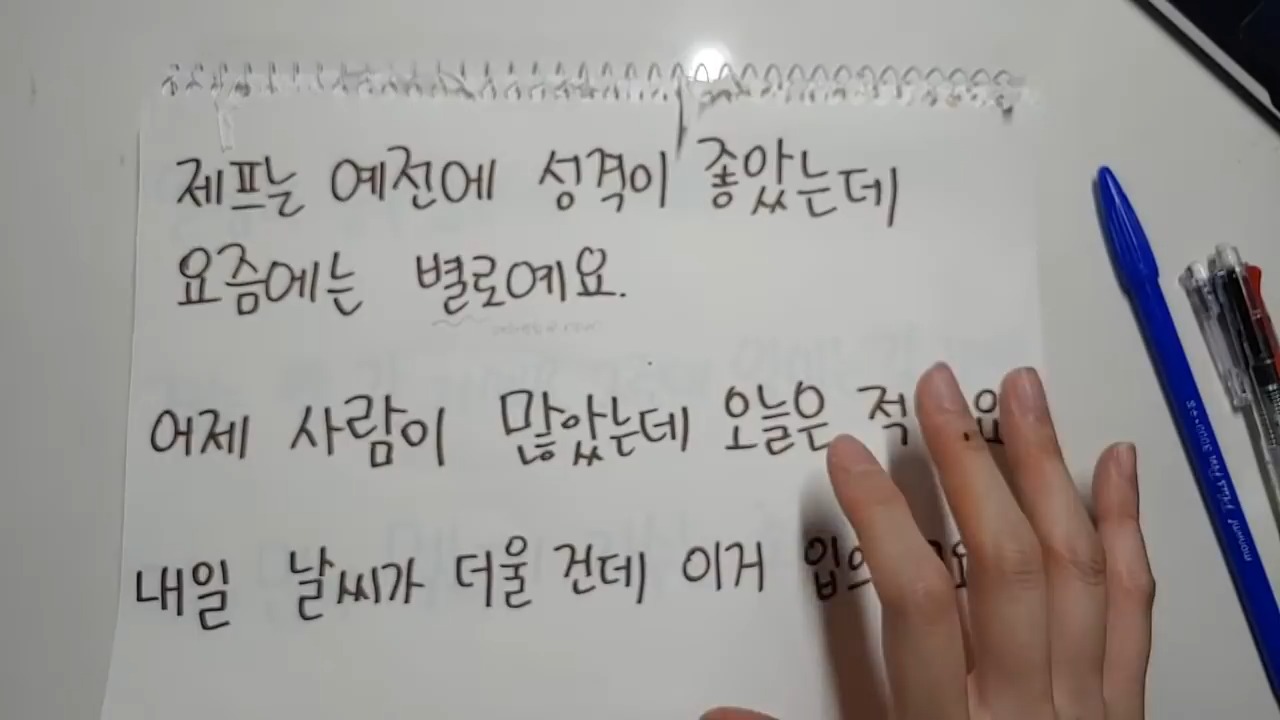 제프는 예전에 성격이 좋았는데
요즘에는 별로예요.
어제 사람이 많았는데 오늘은
내일 날씨가 더울 건데 이거